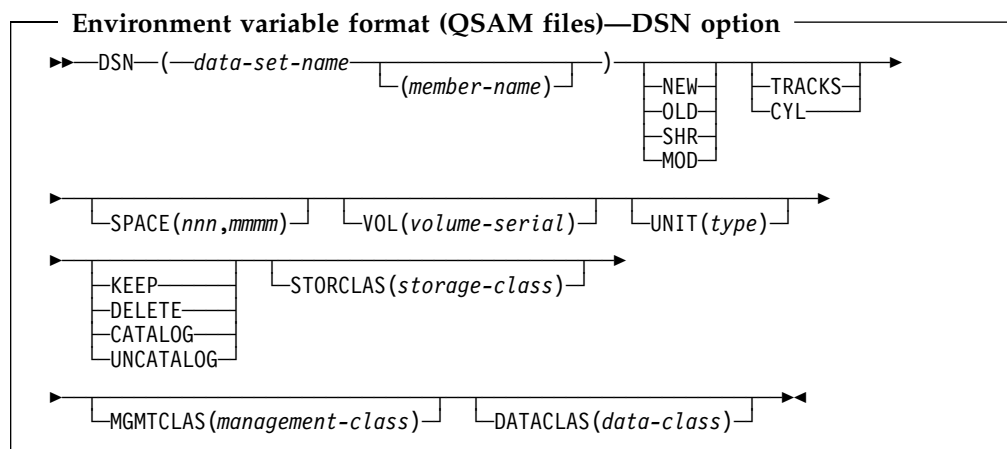 Environment variable format (QSAM files)—DSN option
DSN (data-set-name (member-name) ) NEW TRACKS
OLD CYL
SHR
MOD
SPACE(nnn,mmmm) VOL(volume-serial) UNIT(type)
KEEP STORCLAS(storage-class)
DELETE
CATALOG
UNCATALOG
MGMTCLAS(management-class) DATACLAS(data-class)